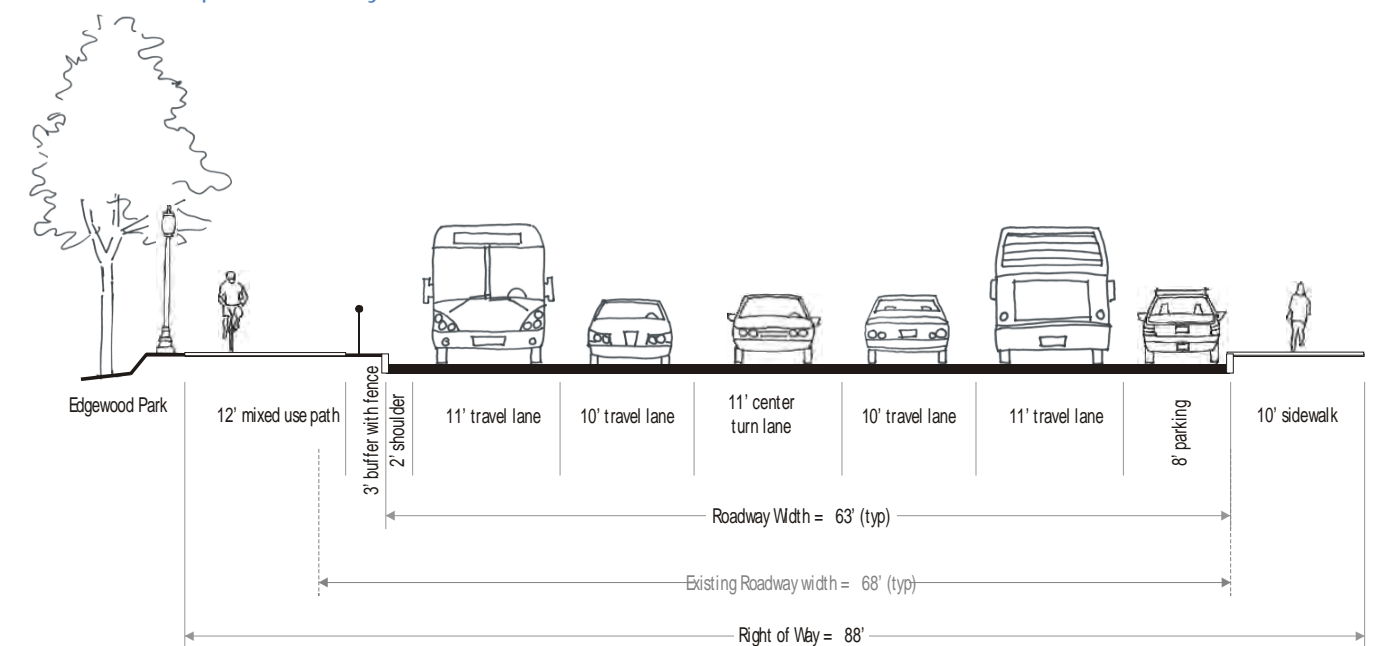 Edgewood Park
12' mixed use path
3' buffer with fence
2' shoulder
11' travel lane
10' travel lane
11' center
turn lane
10' travel lane
11' travel lane
8' parking
10' sidewalk
Roadway Width = 63' (typ)
Existing Roadway width = 68' (typ)
Right of Way = 88'